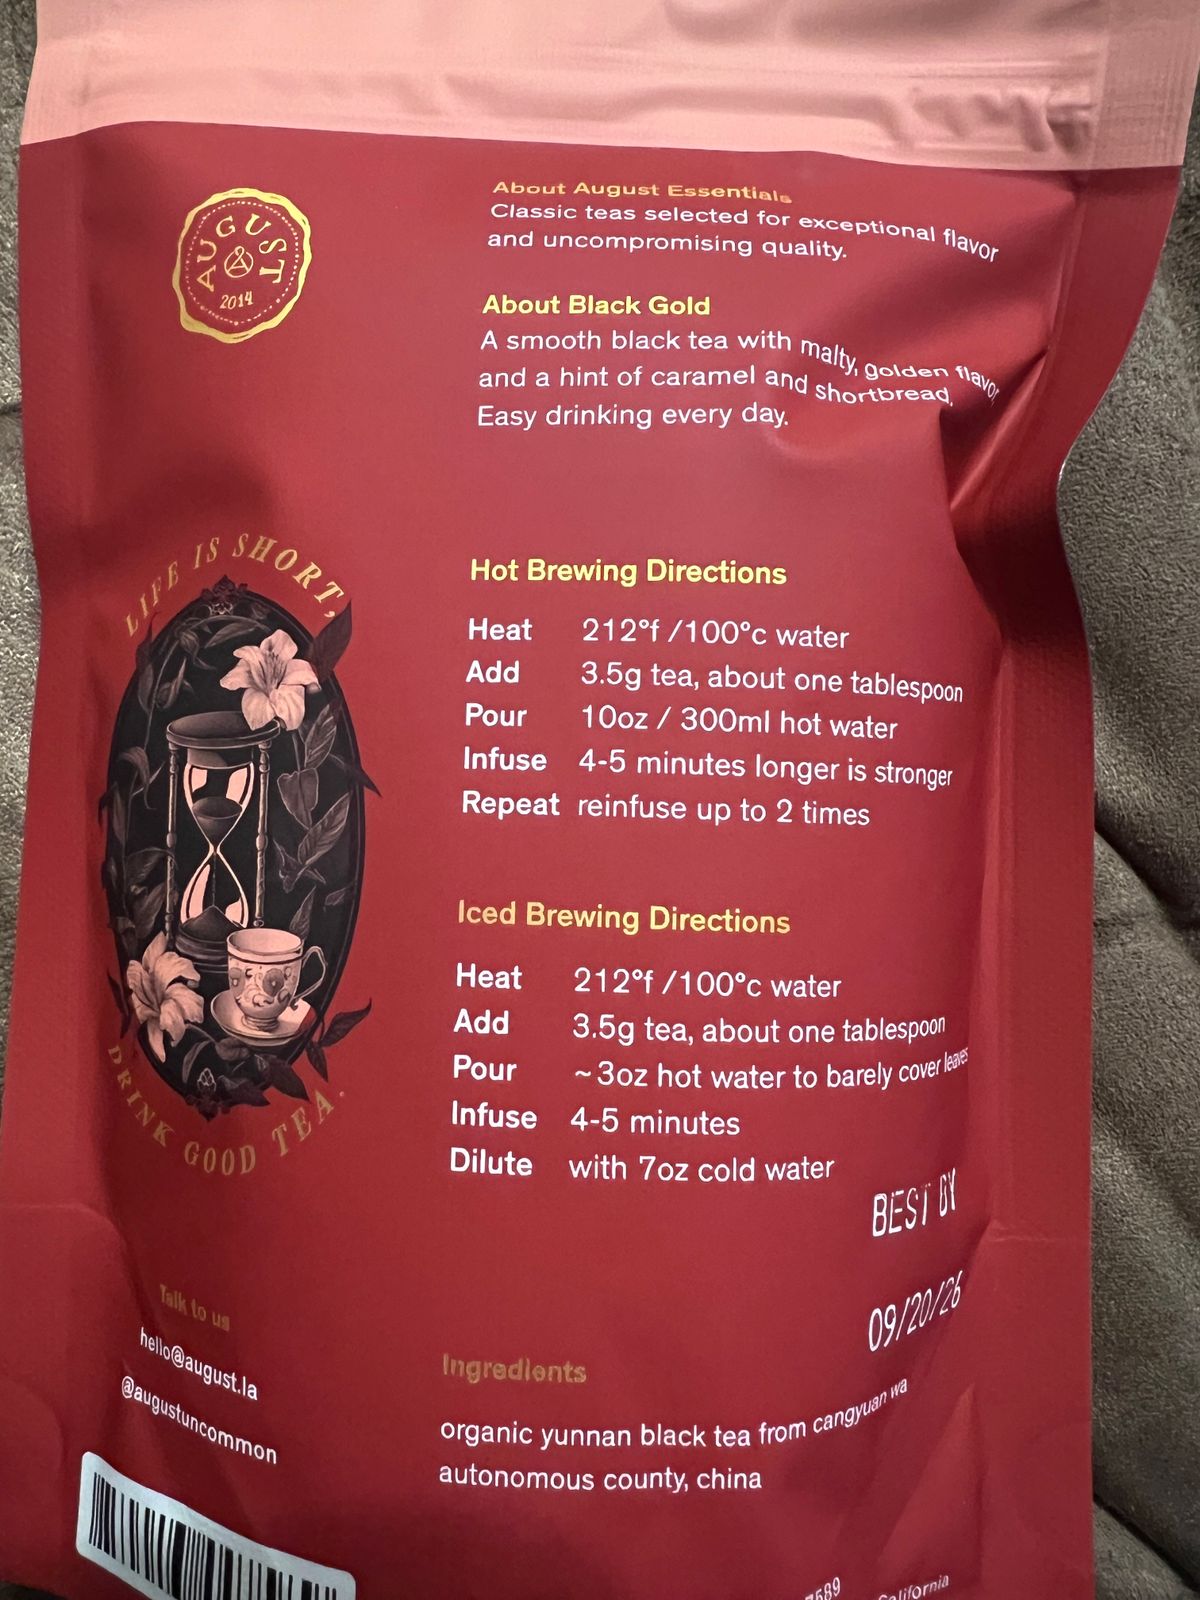 AUGUST
2014
About August Essentials
Classic teas selected for exceptional flavor
and uncompromising quality.
About Black Gold
A smooth black tea with malty, golden flavor
and a hint of caramel and shortbread.
Easy drinking every day.
LIFE IS SHORT,
DRINK GOOD TEA.
Hot Brewing Directions
Heat 212°f /100°c water
Add 3.5g tea, about one tablespoon
Pour 10oz / 300ml hot water
Infuse 4-5 minutes longer is stronger
Repeat reinfuse up to 2 times
Iced Brewing Directions
Heat 212°f /100°c water
Add 3.5g tea, about one tablespoon
Pour ~3oz hot water to barely cover leaves
Infuse 4-5 minutes
Dilute with 7oz cold water
BEST BY
09/20/26
Talk to us
hello@august.la
@augustuncommon
Ingredients
organic yunnan black tea from cangyuan wa
autonomous county, china
7589 California